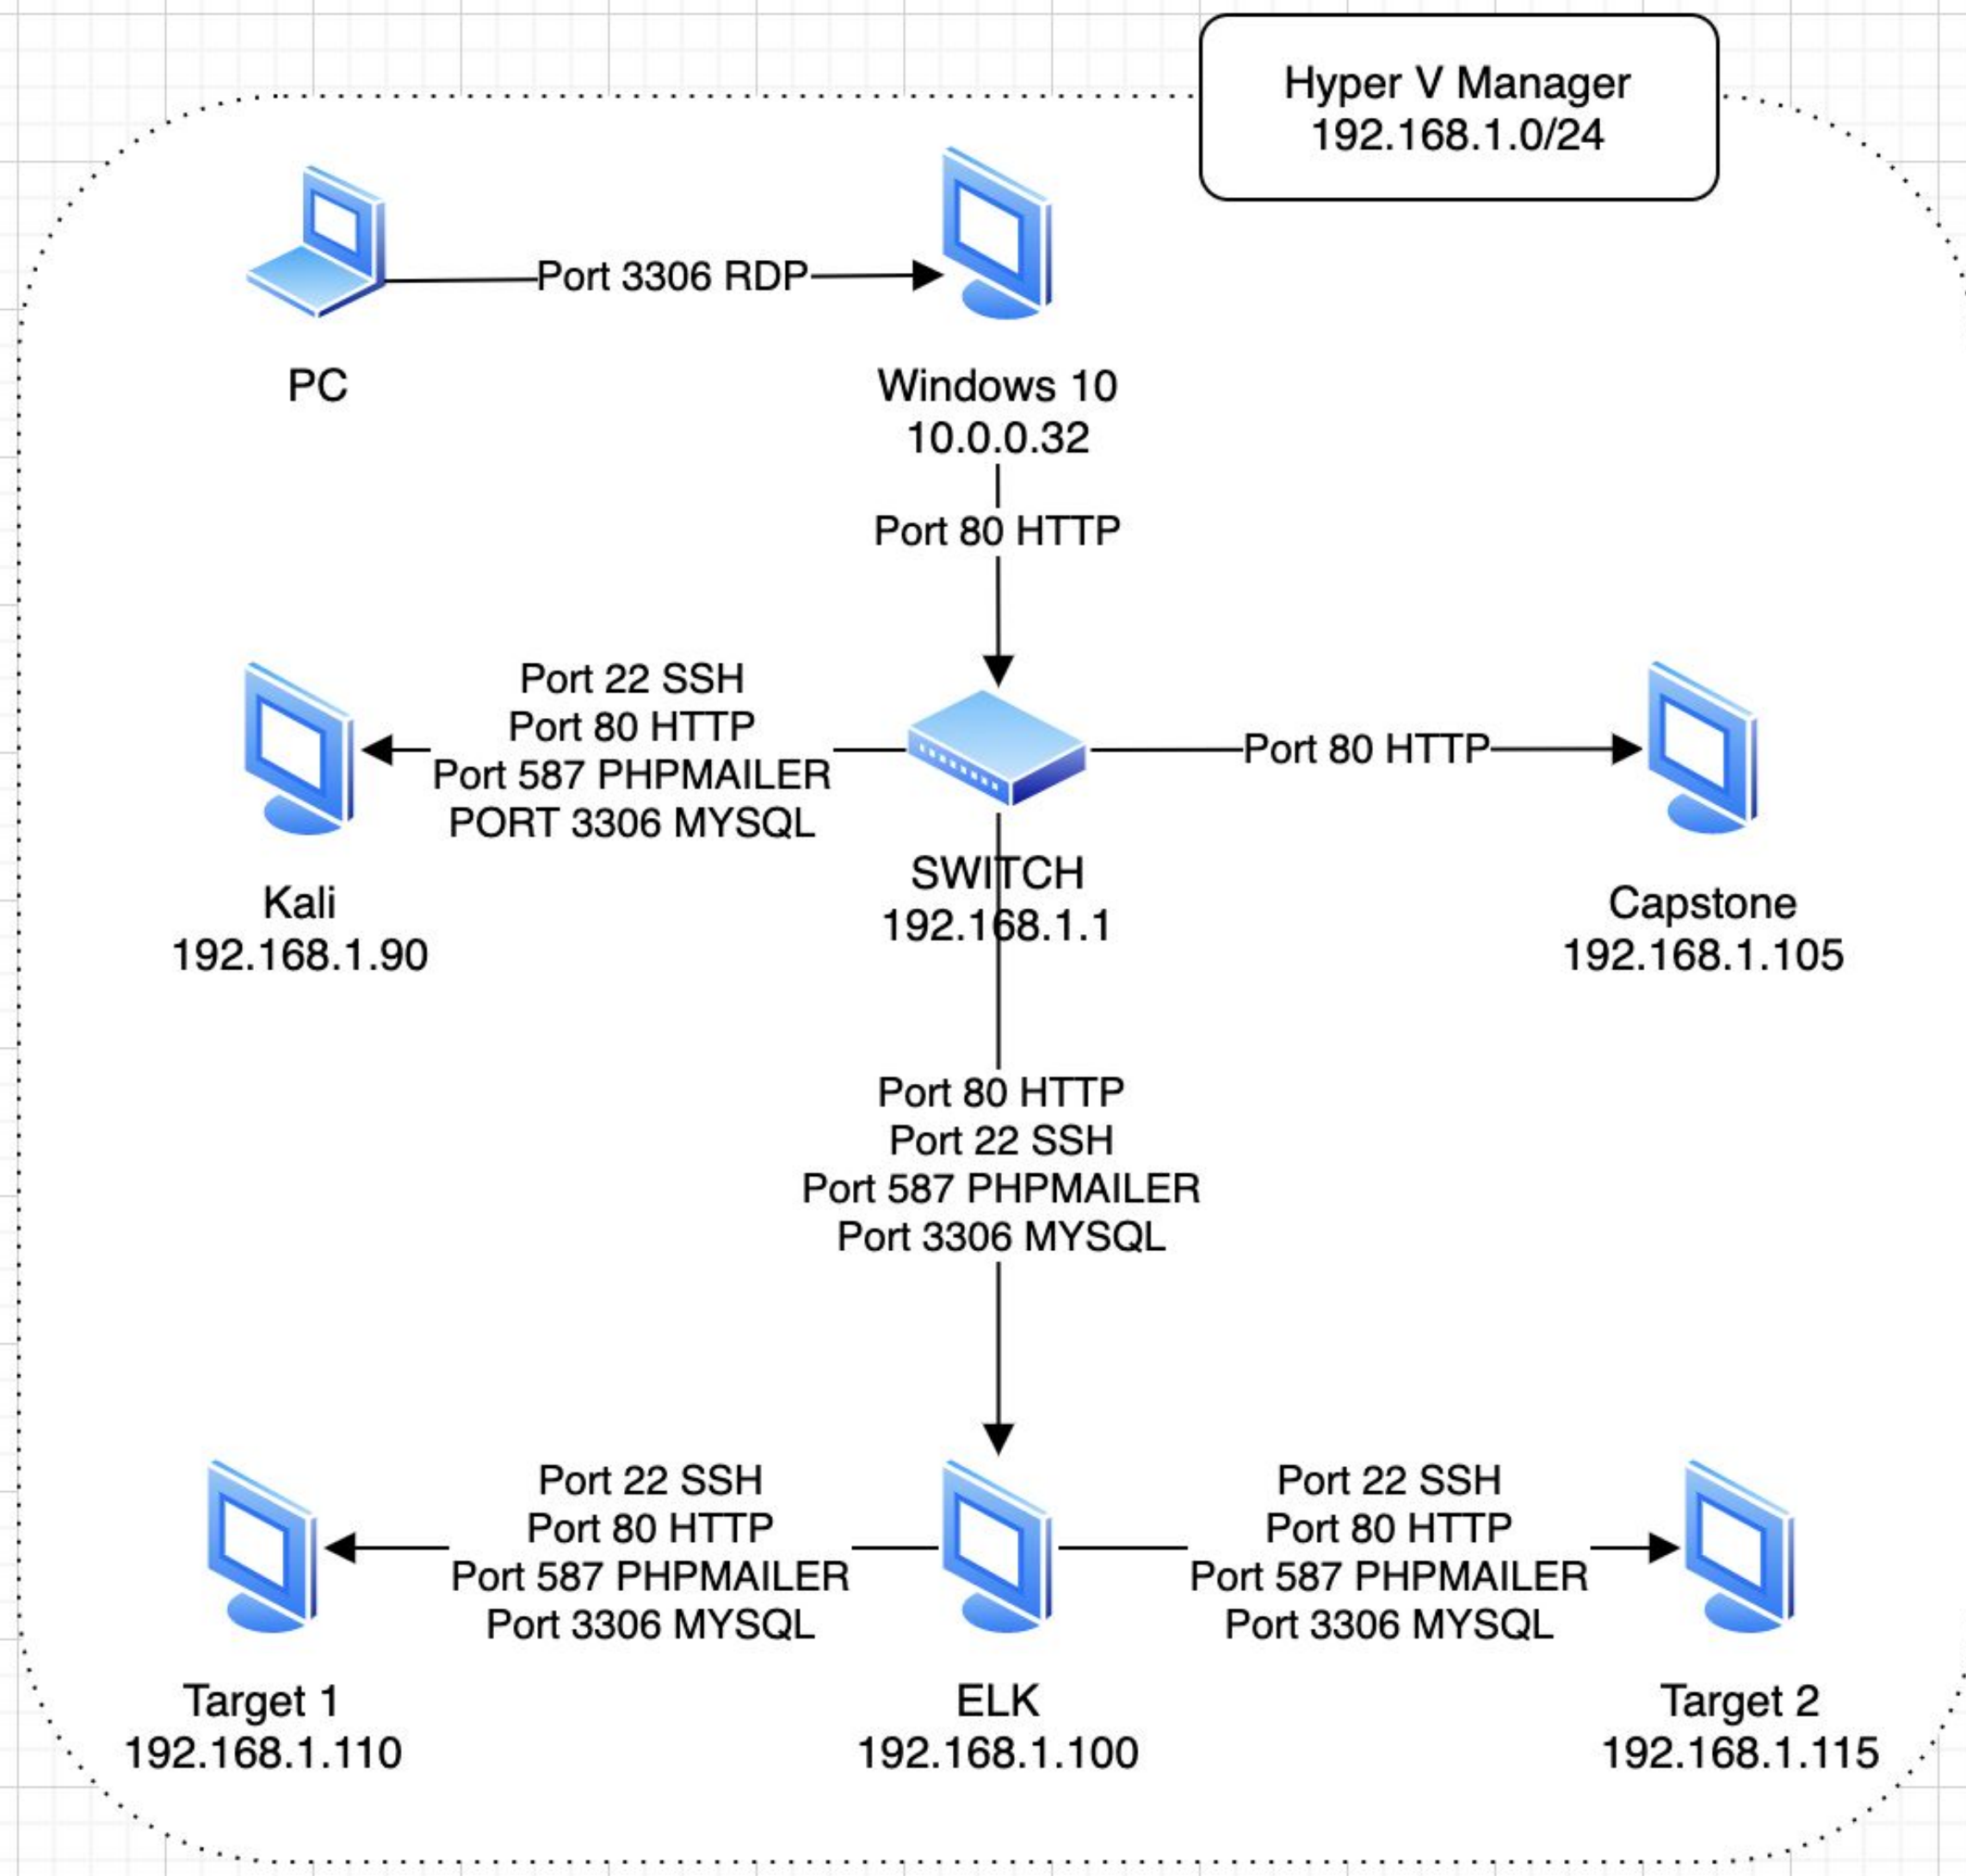 Hyper V Manager
192.168.1.0/24
Port 3306 RDP
PC
Windows 10
10.0.0.32
Port 80 HTTP
Port 22 SSH
Port 80 HTTP
Port 587 PHPMAILER
PORT 3306 MYSQL
Port 80 HTTP
SWITCH
192.168.1.1
Kali
192.168.1.90
Capstone
192.168.1.105
Port 80 HTTP
Port 22 SSH
Port 587 PHPMAILER
Port 3306 MYSQL
Port 22 SSH
Port 80 HTTP
Port 587 PHPMAILER
Port 3306 MYSQL
Port 22 SSH
Port 80 HTTP
Port 587 PHPMAILER
Port 3306 MYSQL
Target 1
192.168.1.110
ELK
192.168.1.100
Target 2
192.168.1.115